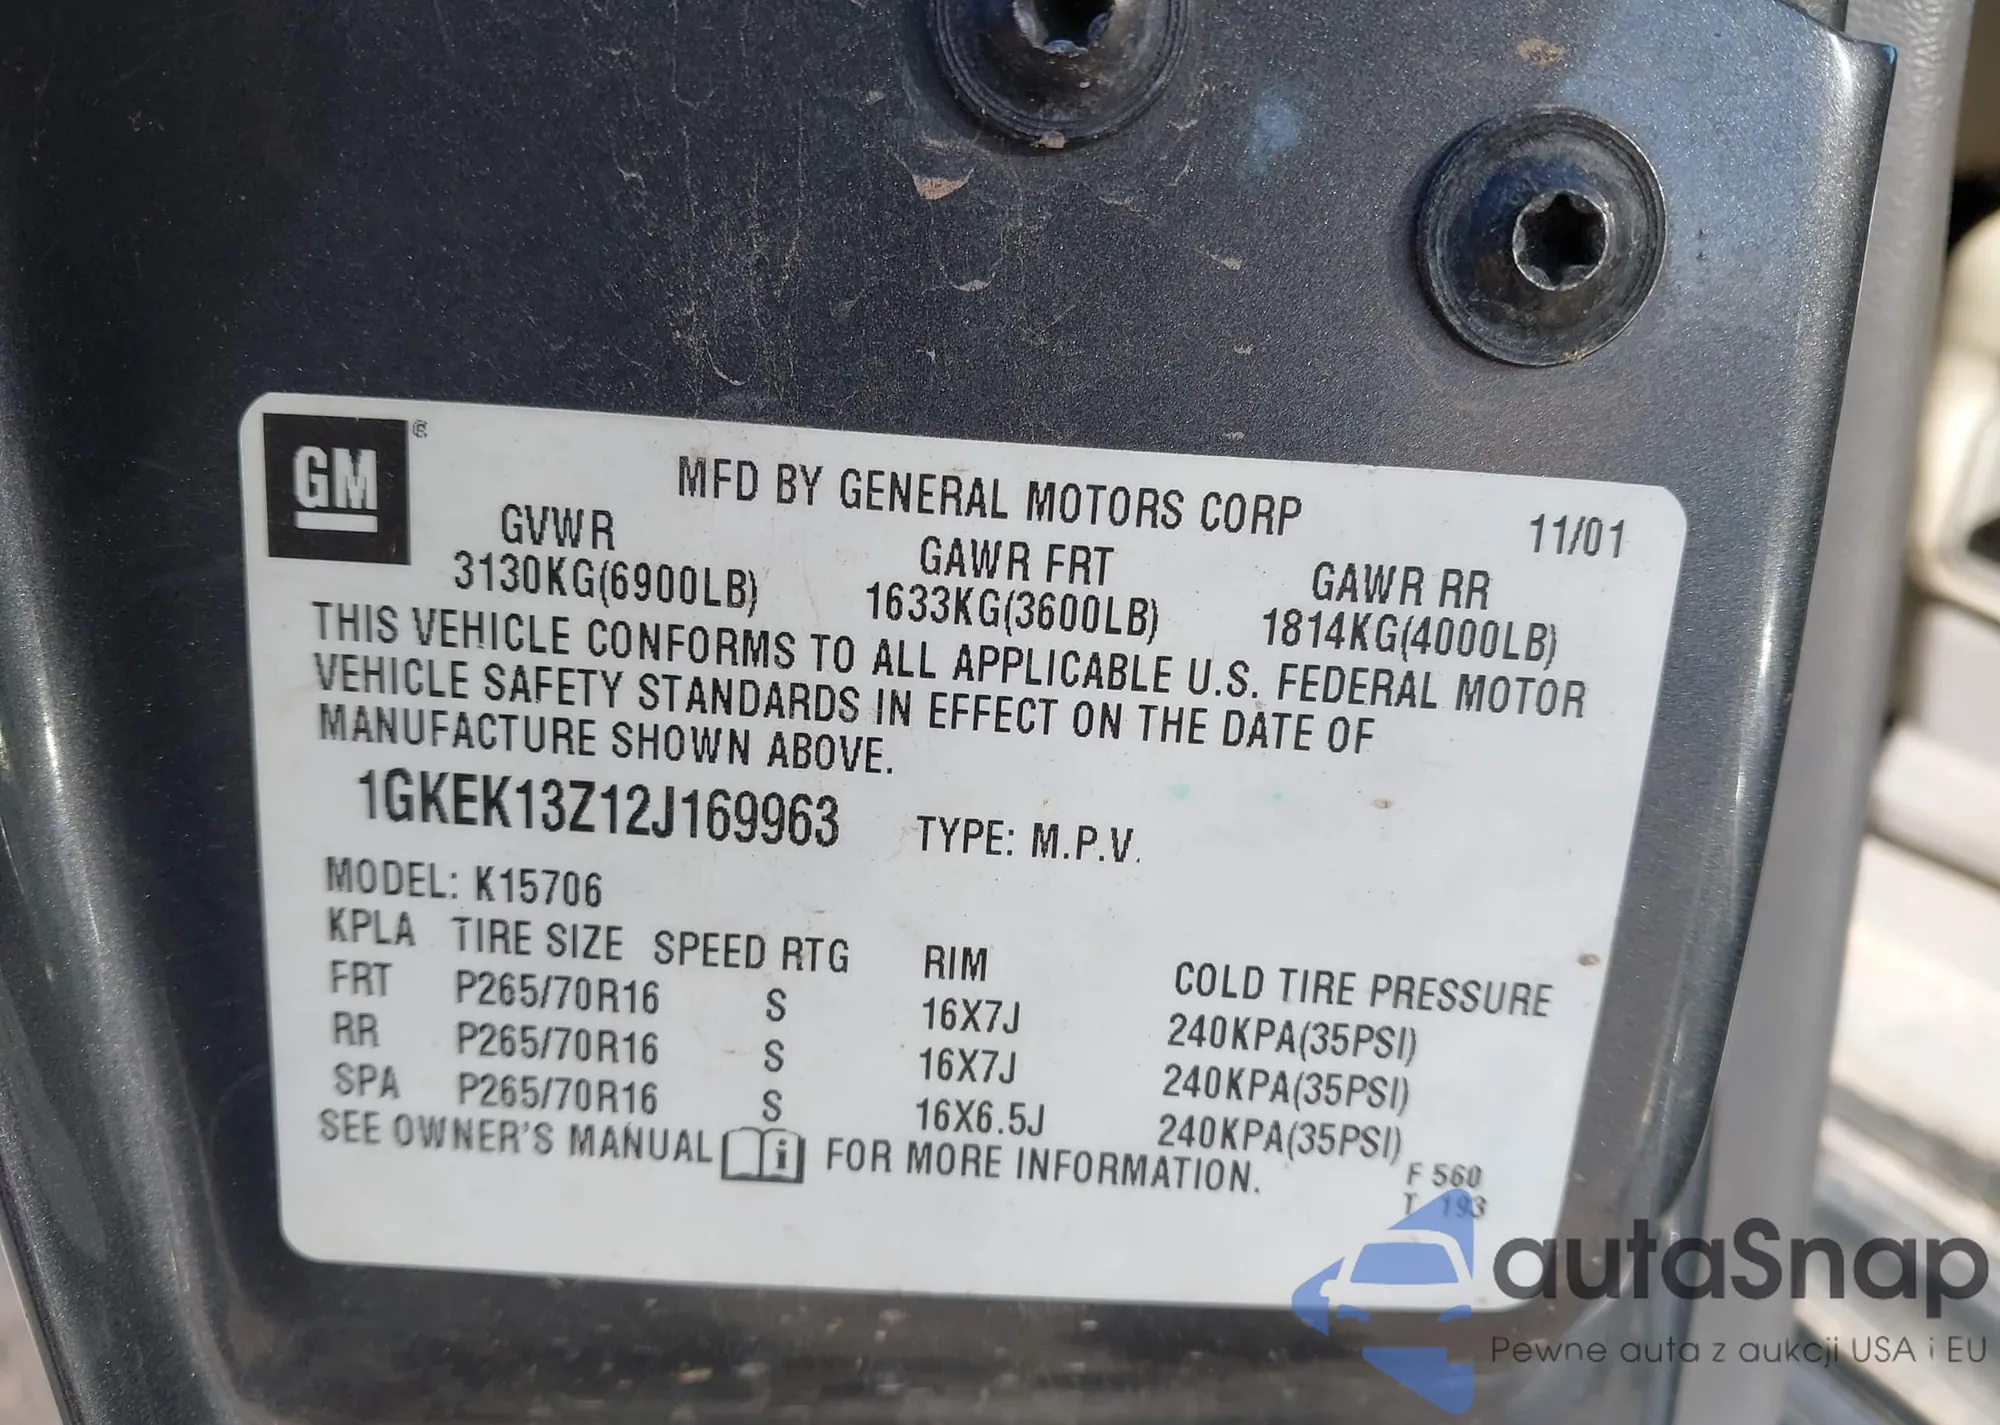 GM
®
MFD BY GENERAL MOTORS CORP
11/01
GVWR
GAWR FRT
GAWR RR
3130KG(6900LB)
1633KG(3600LB)
1814KG(4000LB)
THIS VEHICLE CONFORMS TO ALL APPLICABLE U.S. FEDERAL MOTOR
VEHICLE SAFETY STANDARDS IN EFFECT ON THE DATE OF
MANUFACTURE SHOWN ABOVE.
1GKEK13Z12J169963 TYPE: M.P.V.
MODEL: K15706
KPLA TIRE SIZE SPEED RTG RIM COLD TIRE PRESSURE
FRT P265/70R16 S 16X7J 240KPA(35PSI)
RR P265/70R16 S 16X7J 240KPA(35PSI)
SPA P265/70R16 S 16X6.5J 240KPA(35PSI)
SEE OWNER'S MANUAL i FOR MORE INFORMATION.
F 560
T 193
autaSnap
Pewne auta z aukcji USA i EU